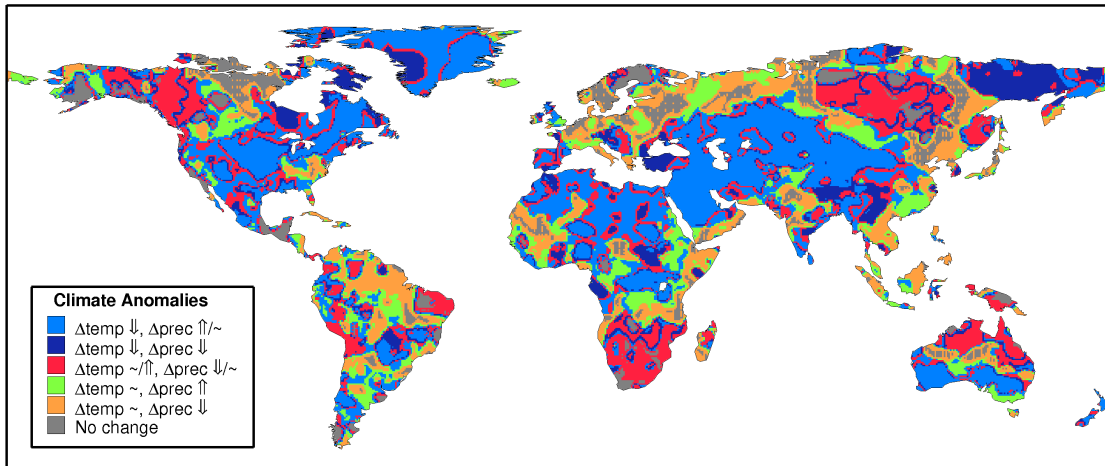 Climate Anomalies
Δtemp ⇓, Δprec ⇑/~
Δtemp ⇓, Δprec ⇓
Δtemp ~/⇑, Δprec ⇓/~
Δtemp ~, Δprec ⇑
Δtemp ~, Δprec ⇓
No change